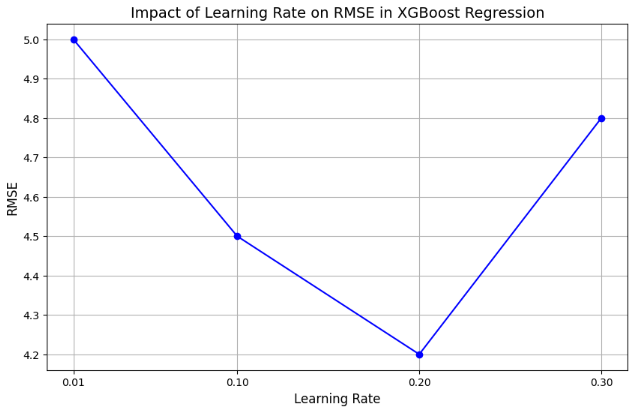 Impact of Learning Rate on RMSE in XGBoost Regression
5.0
4.9
4.8
4.7
4.6
4.5
4.4
4.3
4.2
RMSE
0.01 0.10 0.20 0.30
Learning Rate